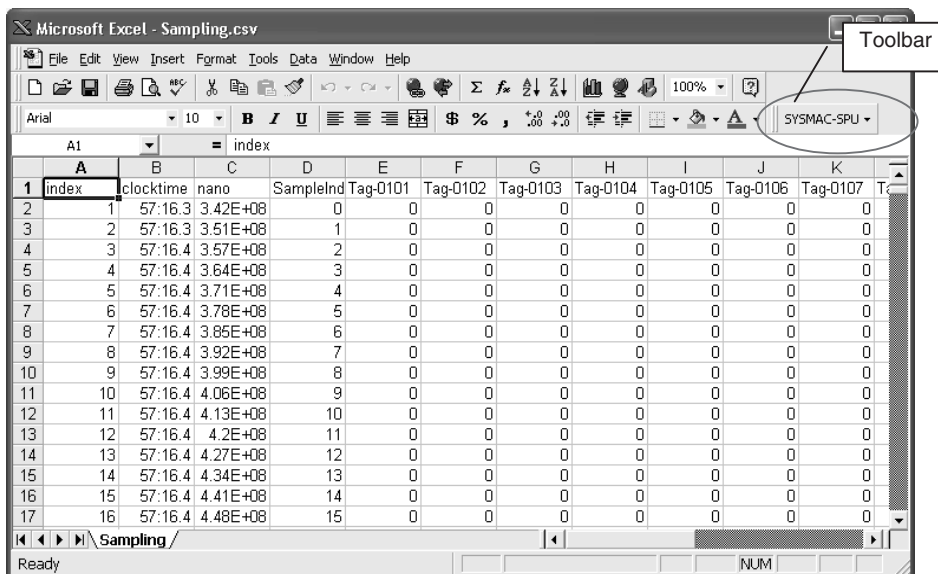 Microsoft Excel - Sampling.csv
Toolbar
File Edit View Insert Format Tools Data Window Help
100%
Arial 10 B I U $ % , SYSMAC-SPU
A1 = index
A B C D E F G H I J K
1 index clocktime nano SampleInd Tag-0101 Tag-0102 Tag-0103 Tag-0104 Tag-0105 Tag-0106 Tag-0107
2 1 57:16.3 3.42E+08 0 0 0 0 0 0 0 0
3 2 57:16.3 3.51E+08 1 0 0 0 0 0 0 0
4 3 57:16.4 3.57E+08 2 0 0 0 0 0 0 0
5 4 57:16.4 3.64E+08 3 0 0 0 0 0 0 0
6 5 57:16.4 3.71E+08 4 0 0 0 0 0 0 0
7 6 57:16.4 3.78E+08 5 0 0 0 0 0 0 0
8 7 57:16.4 3.85E+08 6 0 0 0 0 0 0 0
9 8 57:16.4 3.92E+08 7 0 0 0 0 0 0 0
10 9 57:16.4 3.99E+08 8 0 0 0 0 0 0 0
11 10 57:16.4 4.06E+08 9 0 0 0 0 0 0 0
12 11 57:16.4 4.13E+08 10 0 0 0 0 0 0 0
13 12 57:16.4 4.2E+08 11 0 0 0 0 0 0 0
14 13 57:16.4 4.27E+08 12 0 0 0 0 0 0 0
15 14 57:16.4 4.34E+08 13 0 0 0 0 0 0 0
16 15 57:16.4 4.41E+08 14 0 0 0 0 0 0 0
17 16 57:16.4 4.48E+08 15 0 0 0 0 0 0 0
Sampling
Ready NUM